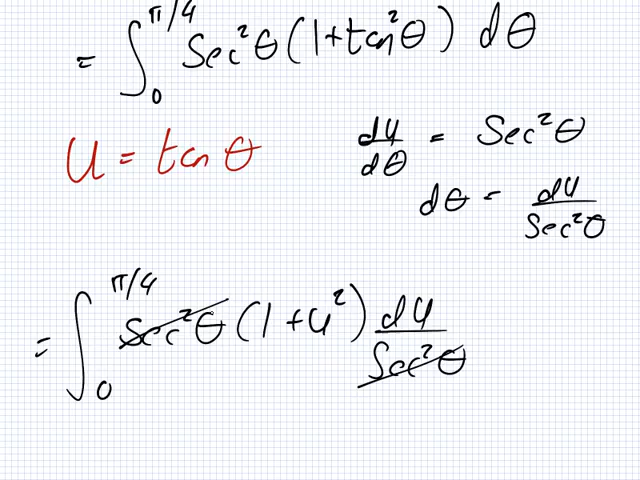 = ∫₀^π/4 Sec²θ (1+tan²θ) dθ
U = tan θ
du/dθ = Sec²θ
dθ = du/Sec²θ
= ∫₀^π/4 Sec²θ (1+u²) du/Sec²θ